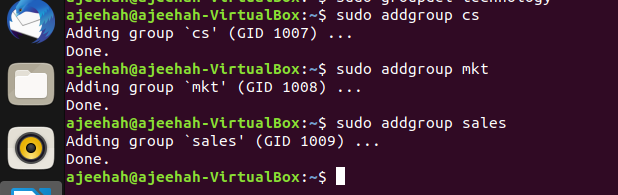 ajeehah@ajeehah-VirtualBox:~$ sudo addgroup cs
Adding group `cs' (GID 1007) ...
Done.
ajeehah@ajeehah-VirtualBox:~$ sudo addgroup mkt
Adding group `mkt' (GID 1008) ...
Done.
ajeehah@ajeehah-VirtualBox:~$ sudo addgroup sales
Adding group `sales' (GID 1009) ...
Done.
ajeehah@ajeehah-VirtualBox:~$